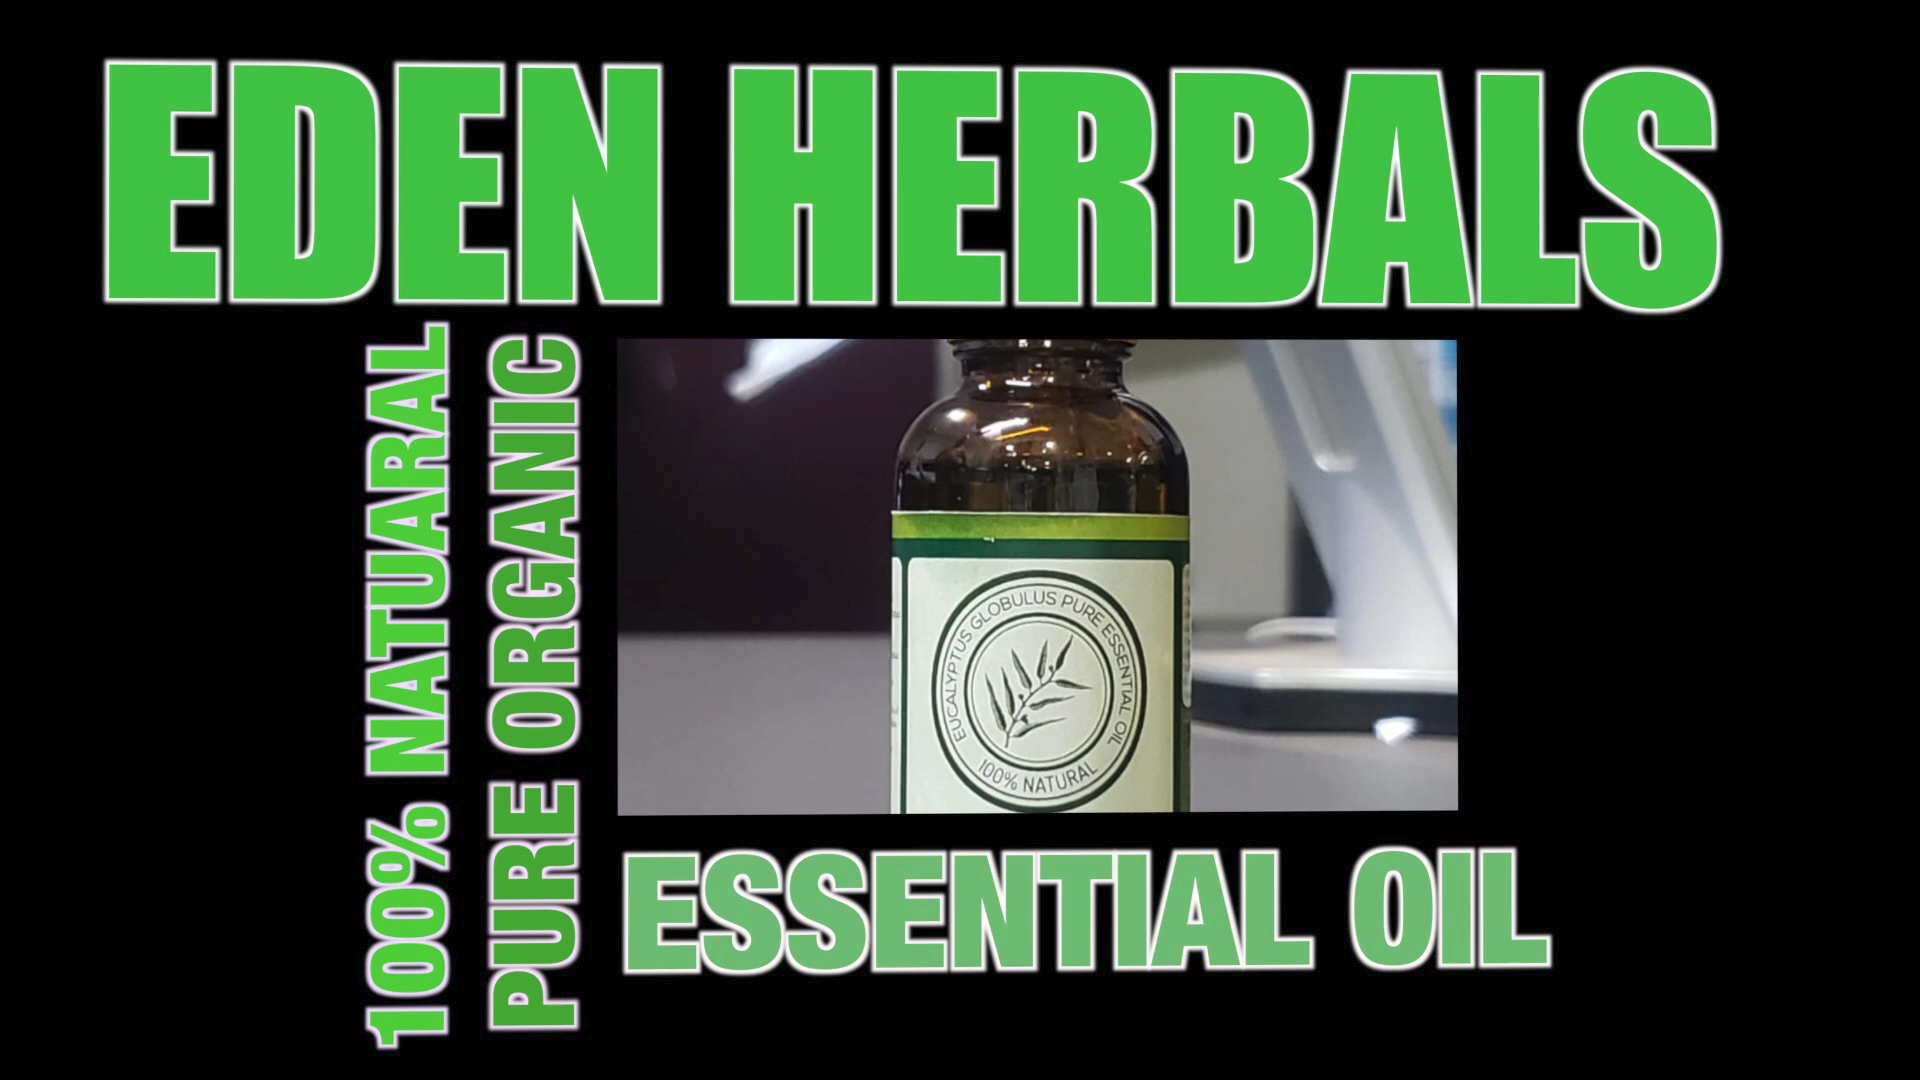 EDEN HERBALS
100% NATUARAL
PURE ORGANIC
EUCALYPTUS GLOBULUS PURE ESSENTIAL OIL
100% NATURAL
ESSENTIAL OIL